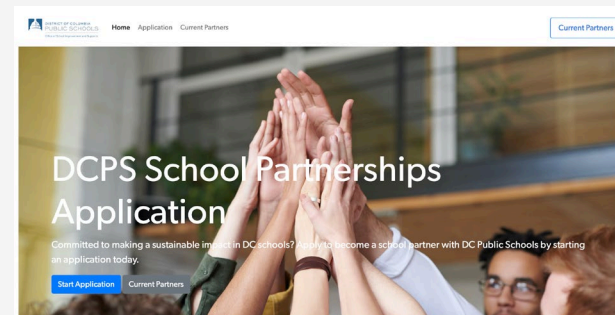 DISTRICT OF COLUMBIA
PUBLIC SCHOOLS
Home Application Current Partners
Current Partners
DCPS School Partnerships
Application
Committed to making a sustainable impact in DC schools? Apply to become a school partner with DC Public Schools by starting
an application today.
Start Application Current Partners